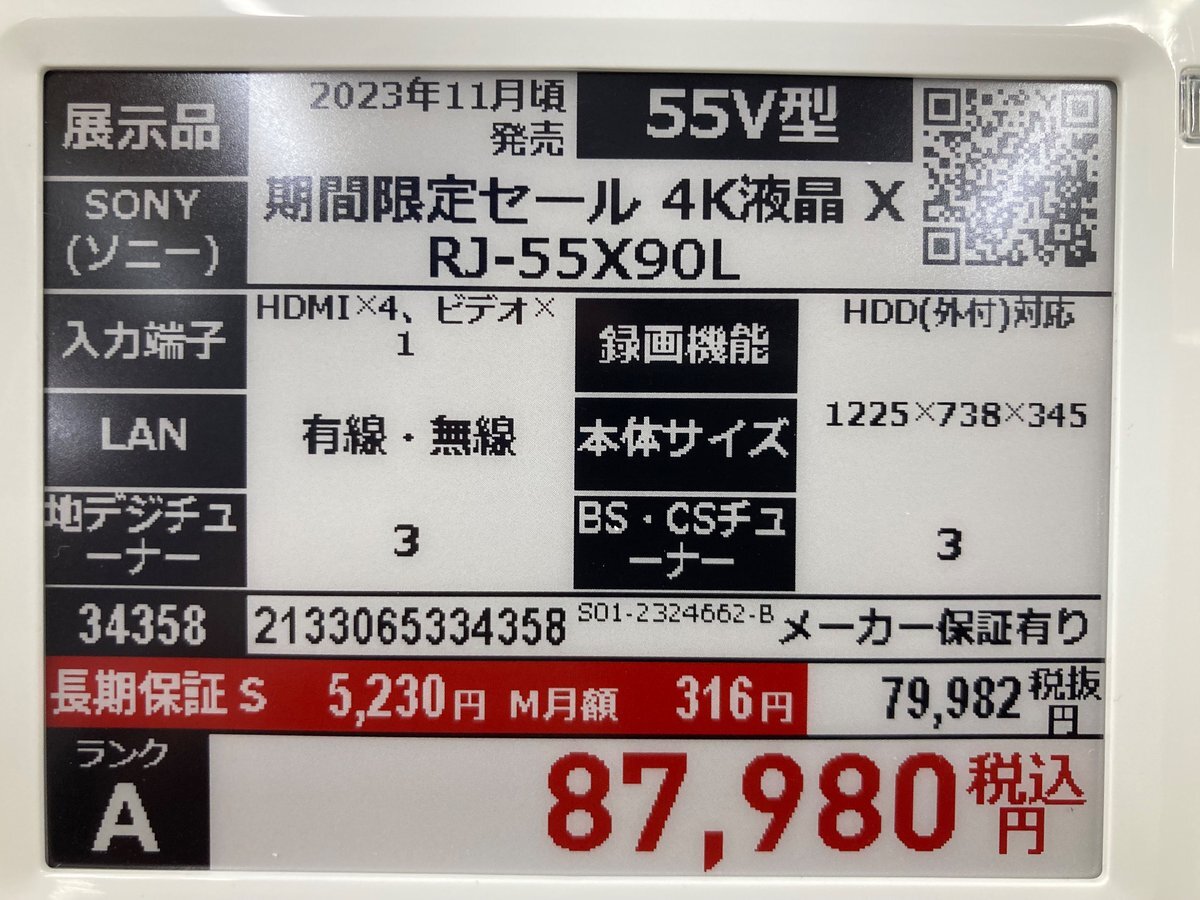 展示品
2023年11月頃
発売
55V型
SONY
(ソニー)
期間限定セール 4K液晶 X
RJ-55X90L
入力端子
HDMI×4、ビデオ×
1
録画機能
HDD(外付)対応
LAN
有線・無線
本体サイズ
1225×738×345
地デジチュ
ーナー
3
BS・CSチュ
ーナー
3
34358
2133065334358
S01-2324662-B
メーカー保証有り
長期保証 S 5,230円 M月額 316円
79,982税抜
円
ランク
A
87,980税込
円